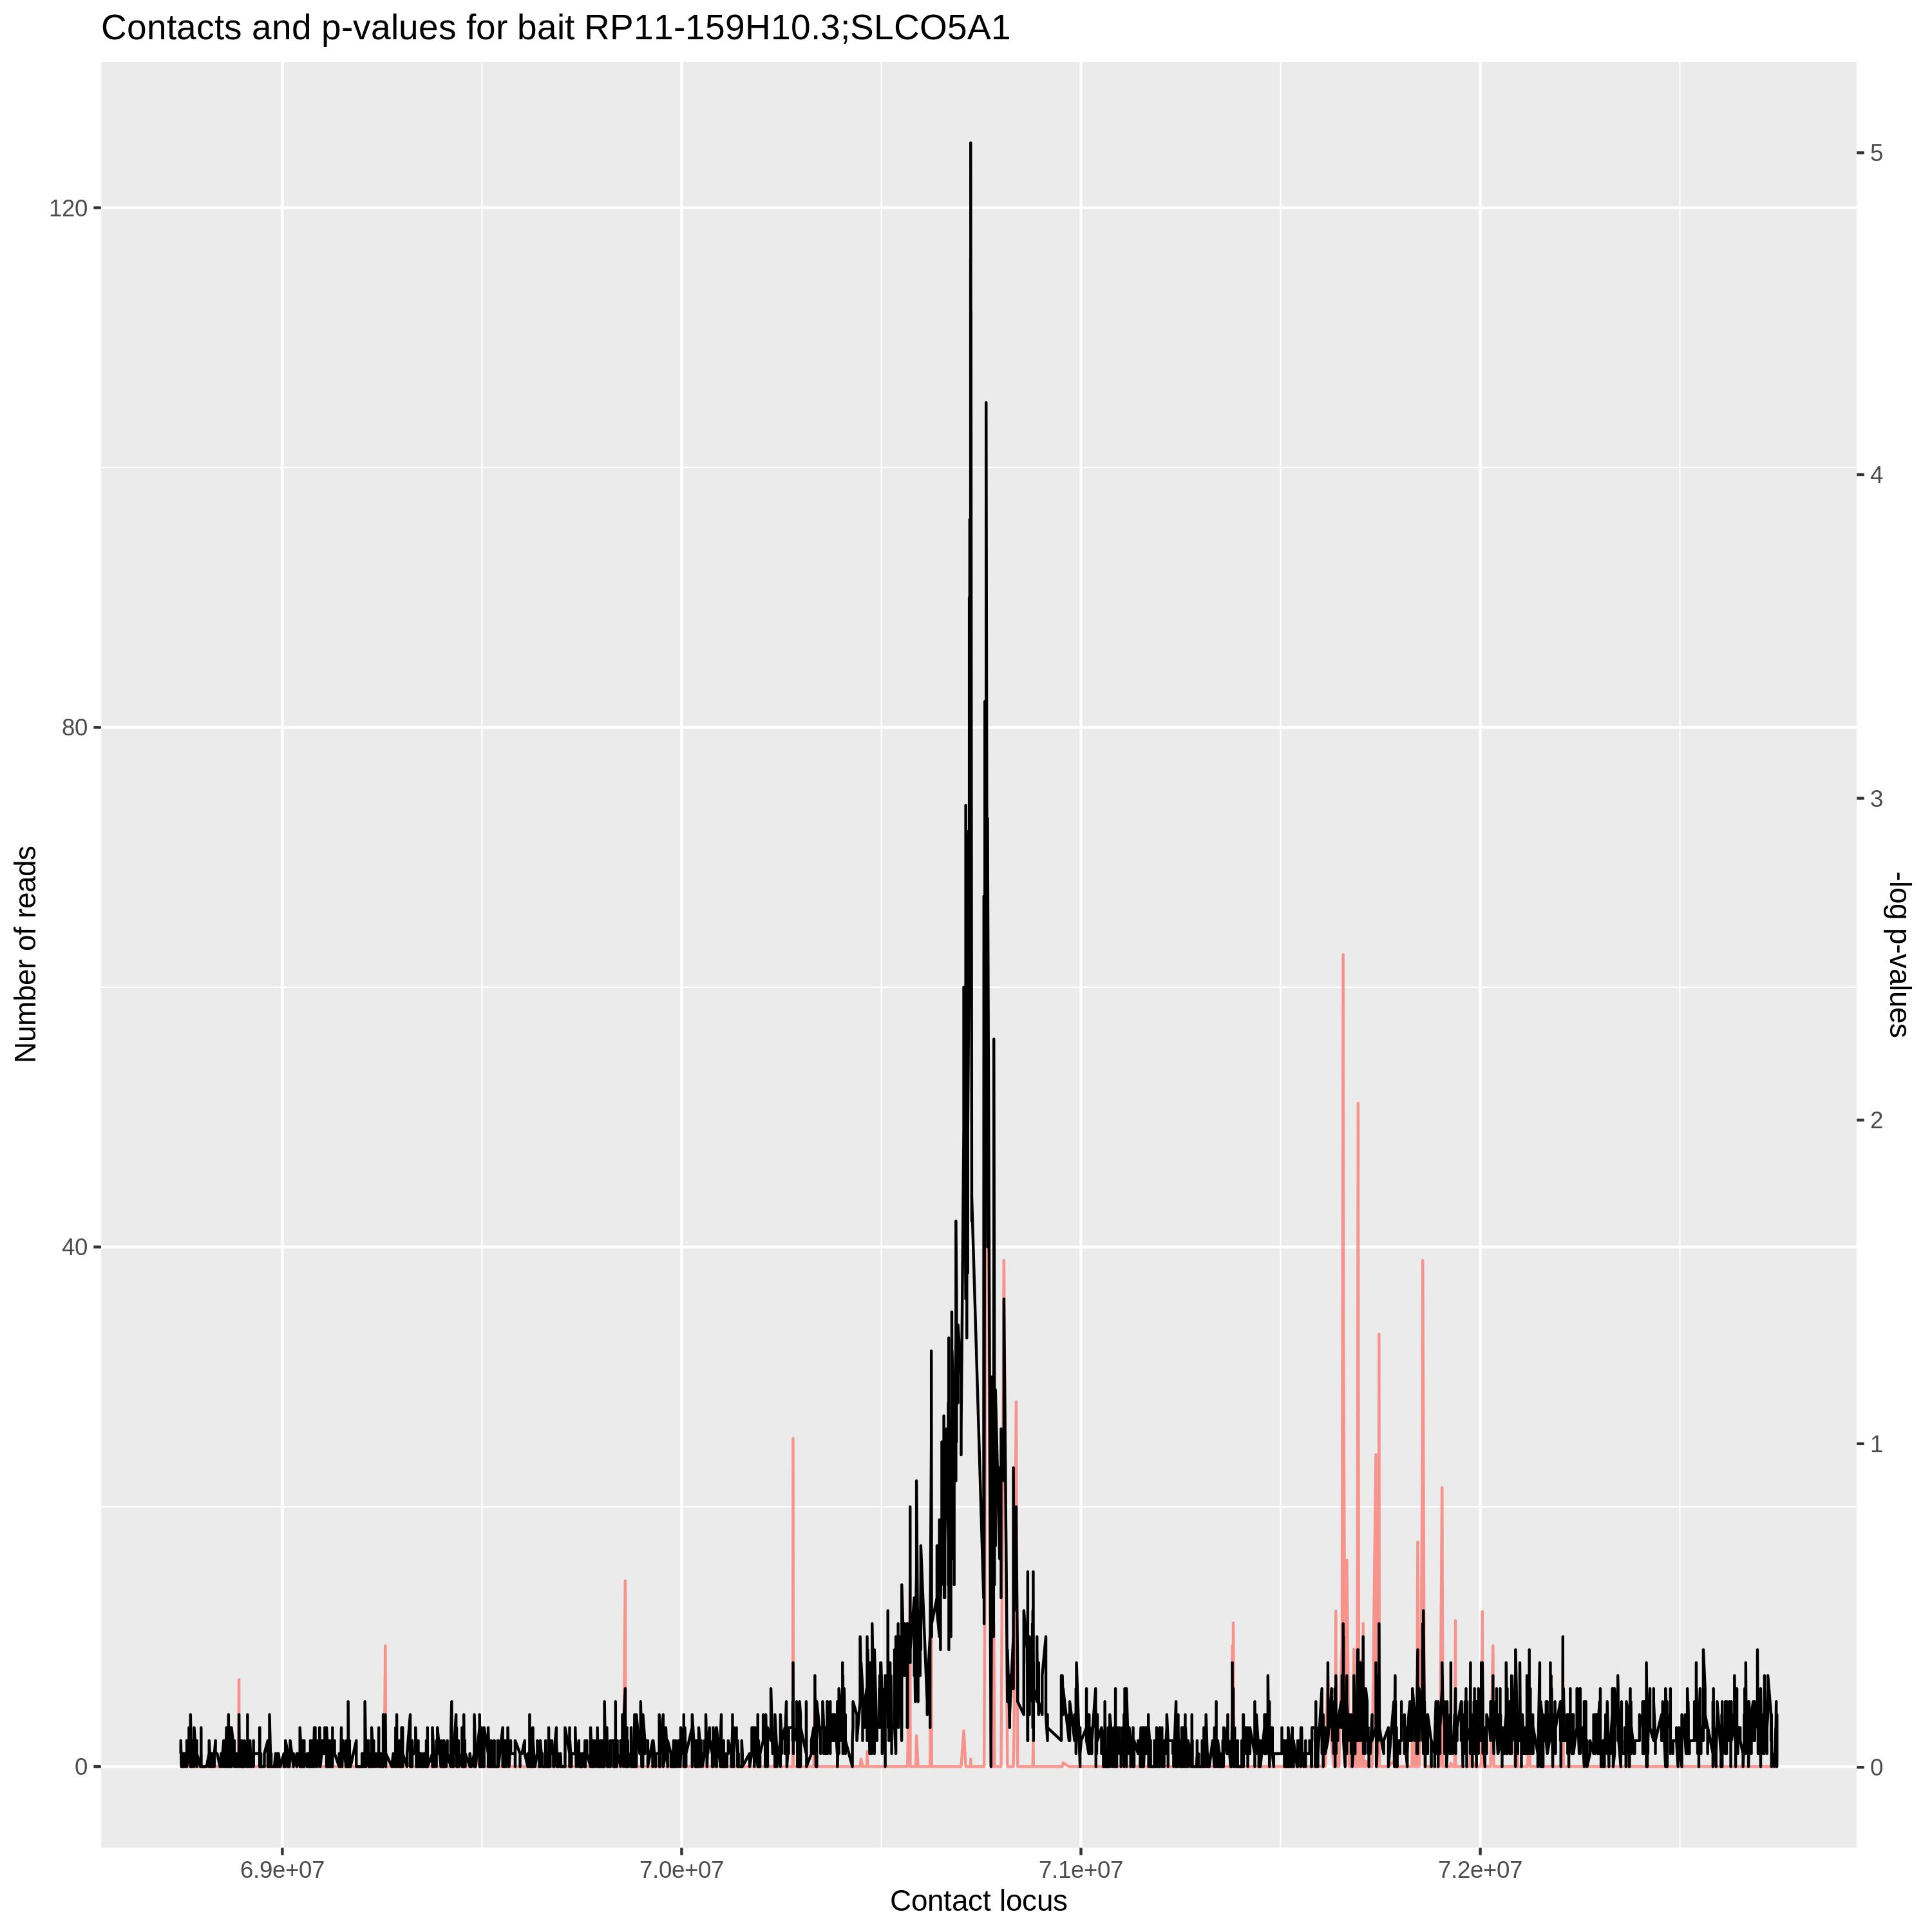 Contacts and p-values for bait RP11-159H10.3;SLCO5A1
120
80
40
0
Number of reads
5
4
3
2
1
0
-log p-values
6.9e+07
7.0e+07
7.1e+07
7.2e+07
Contact locus